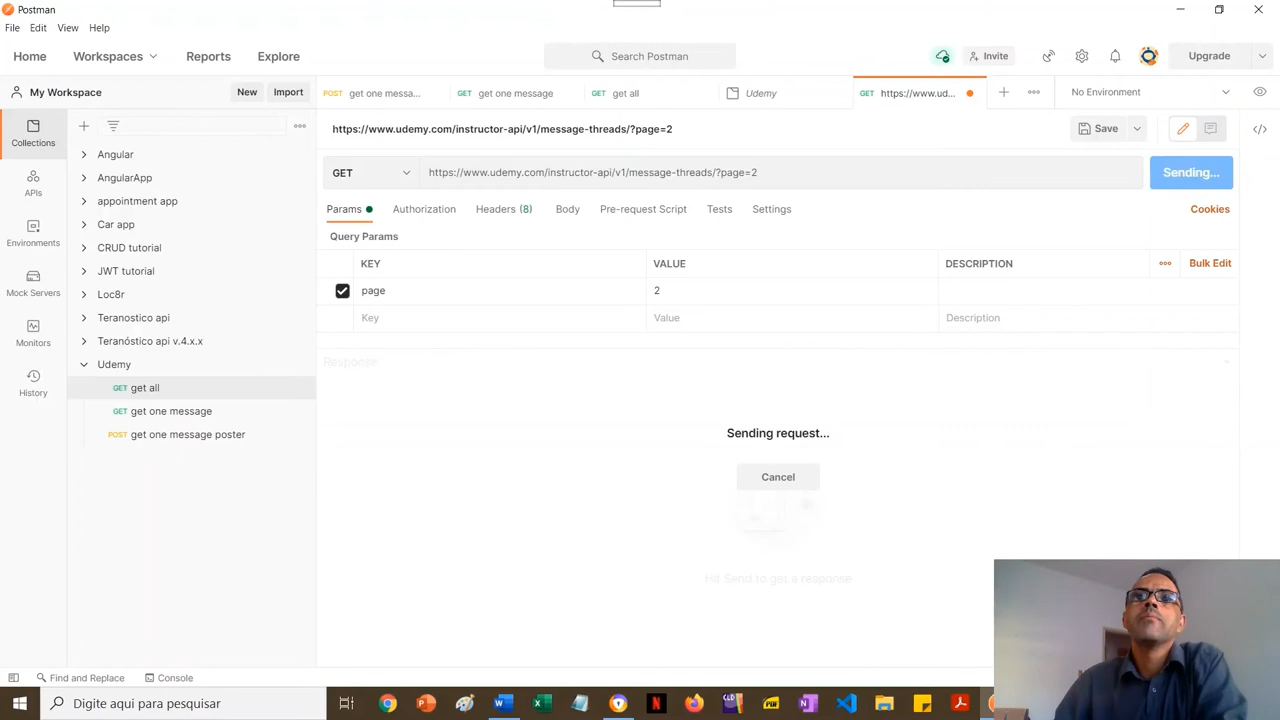 Postman
File Edit View Help
Home Workspaces Reports Explore Search Postman Invite Upgrade
My Workspace New Import POST get one messa... GET get one message GET get all Udemy GET https://www.ud... No Environment
Collections
https://www.udemy.com/instructor-api/v1/message-threads/?page=2 Save
Angular
AngularApp
GET https://www.udemy.com/instructor-api/v1/message-threads/?page=2 Sending...
APIs
appointment app
Params Authorization Headers (8) Body Pre-request Script Tests Settings Cookies
Car app
Query Params
Environments
CRUD tutorial
KEY VALUE DESCRIPTION Bulk Edit
JWT tutorial
Mock Servers
Loc8r
page 2
Teranostico api
Key Value Description
Monitors
Teranóstico api v.4.x.x
Udemy
Response
History
GET get all
GET get one message
POST get one message poster
Sending request...
Cancel
Hit Send to get a response
Find and Replace Console
Digite aqui para pesquisar